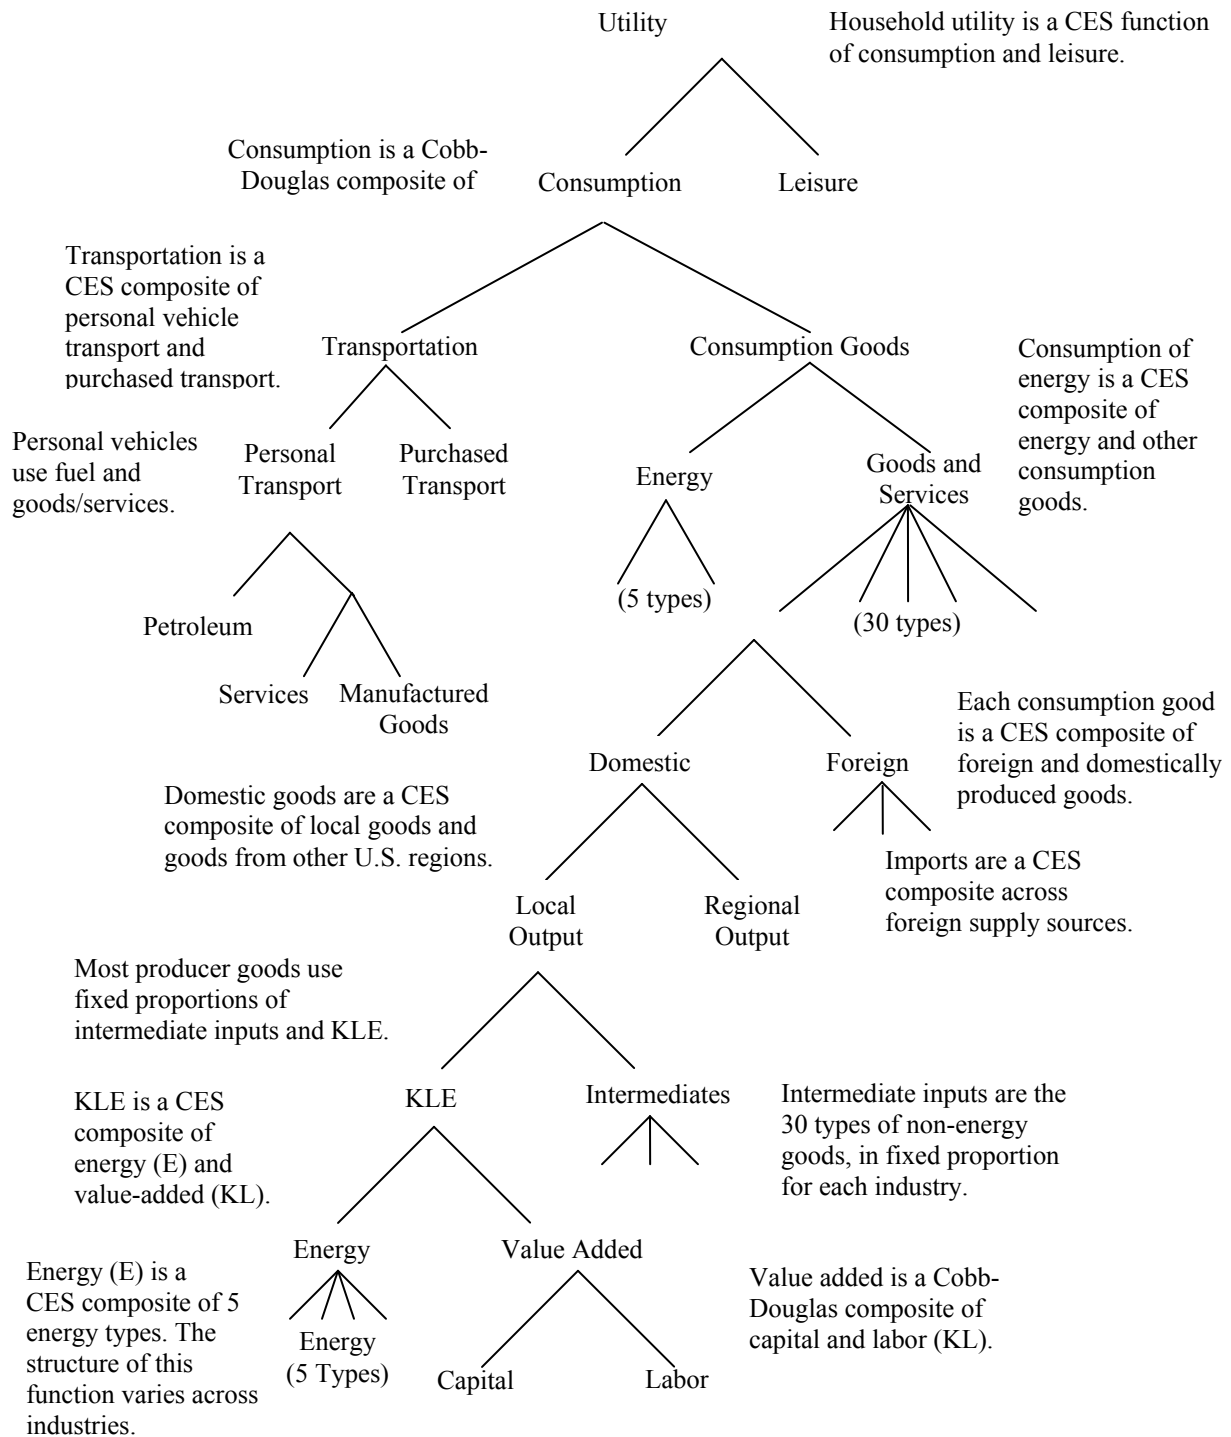 Utility
Household utility is a CES function
of consumption and leisure.
Consumption is a Cobb-
Douglas composite of
Consumption
Leisure
Transportation is a
CES composite of
personal vehicle
transport and
purchased transport.
Transportation
Consumption Goods
Consumption of
energy is a CES
composite of
energy and other
consumption
goods.
Personal vehicles
use fuel and
goods/services.
Personal
Transport
Purchased
Transport
Energy
Goods and
Services
(5 types)
(30 types)
Petroleum
Services
Manufactured
Goods
Each consumption good
is a CES composite of
foreign and domestically
produced goods.
Domestic
Foreign
Domestic goods are a CES
composite of local goods and
goods from other U.S. regions.
Imports are a CES
composite across
foreign supply sources.
Local
Output
Regional
Output
Most producer goods use
fixed proportions of
intermediate inputs and KLE.
KLE is a CES
composite of
energy (E) and
value-added (KL).
KLE
Intermediates
Intermediate inputs are the
30 types of non-energy
goods, in fixed proportion
for each industry.
Energy
Value Added
Energy (E) is a
CES composite of 5
energy types. The
structure of this
function varies across
industries.
Energy
(5 Types)
Capital
Labor
Value added is a Cobb-
Douglas composite of
capital and labor (KL).